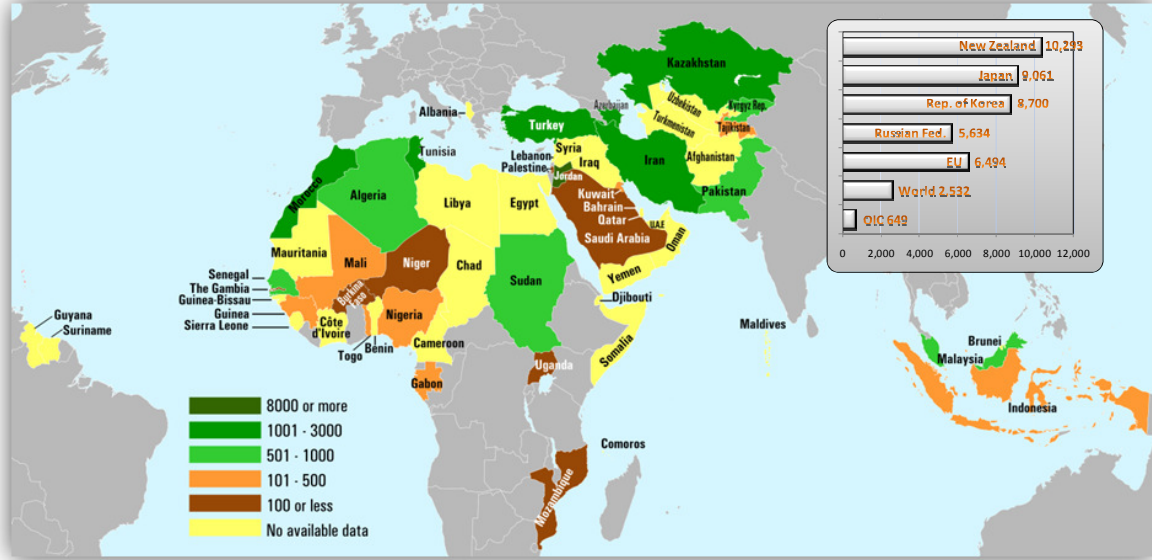 New Zealand 10,293
Japan 9,061
Rep. of Korea 8,700
Russian Fed. 5,634
EU 6,494
World 2,532
OIC 649
0 2,000 4,000 6,000 8,000 10,000 12,000
Kazakhstan
Uzbekistan
Azerbaijan
Kyrgyz Rep.
Albania
Turkmenistan
Tajikistan
Turkey
Tunisia
Syria
Lebanon
Palestine
Iraq
Iran
Afghanistan
Jordan
Morocco
Algeria
Libya
Egypt
Kuwait
Bahrain
Qatar
Pakistan
UAE
Saudi Arabia
Oman
Mauritania
Mali
Niger
Chad
Sudan
Yemen
Senegal
The Gambia
Guinea-Bissau
Guinea
Sierra Leone
Burkina
Faso
Djibouti
Guyana
Suriname
Côte
d'Ivoire
Nigeria
Togo
Benin
Cameroon
Somalia
Maldives
Brunei
Malaysia
Uganda
Gabon
Indonesia
8000 or more
1001 - 3000
501 - 1000
101 - 500
100 or less
No available data
Comoros
Mozambique